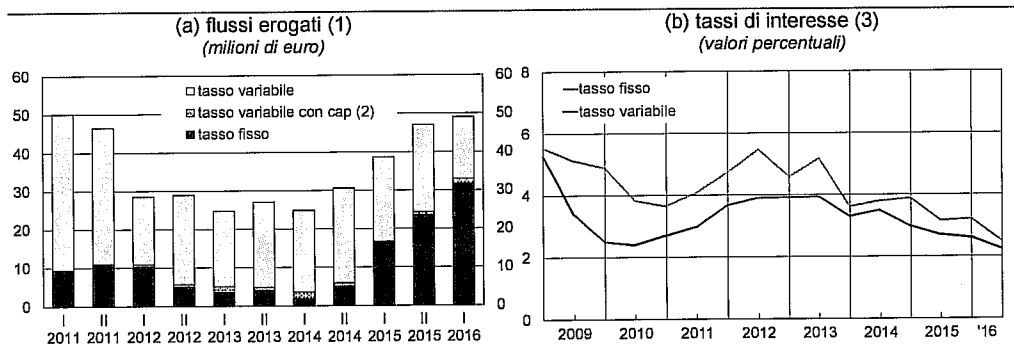 (a) flussi erogati (1)
(milioni di euro)
60
50
40
30
20
10
0
tasso variabile
tasso variabile con cap (2)
tasso fisso
I II I II I II I II I II I
2011 2011 2012 2012 2013 2013 2014 2014 2015 2015 2016
(b) tassi di interesse (3)
(valori percentuali)
60
50
40
30
20
10
0
8
6
4
2
0
tasso fisso
tasso variabile
2009 2010 2011 2012 2013 2014 2015 '16